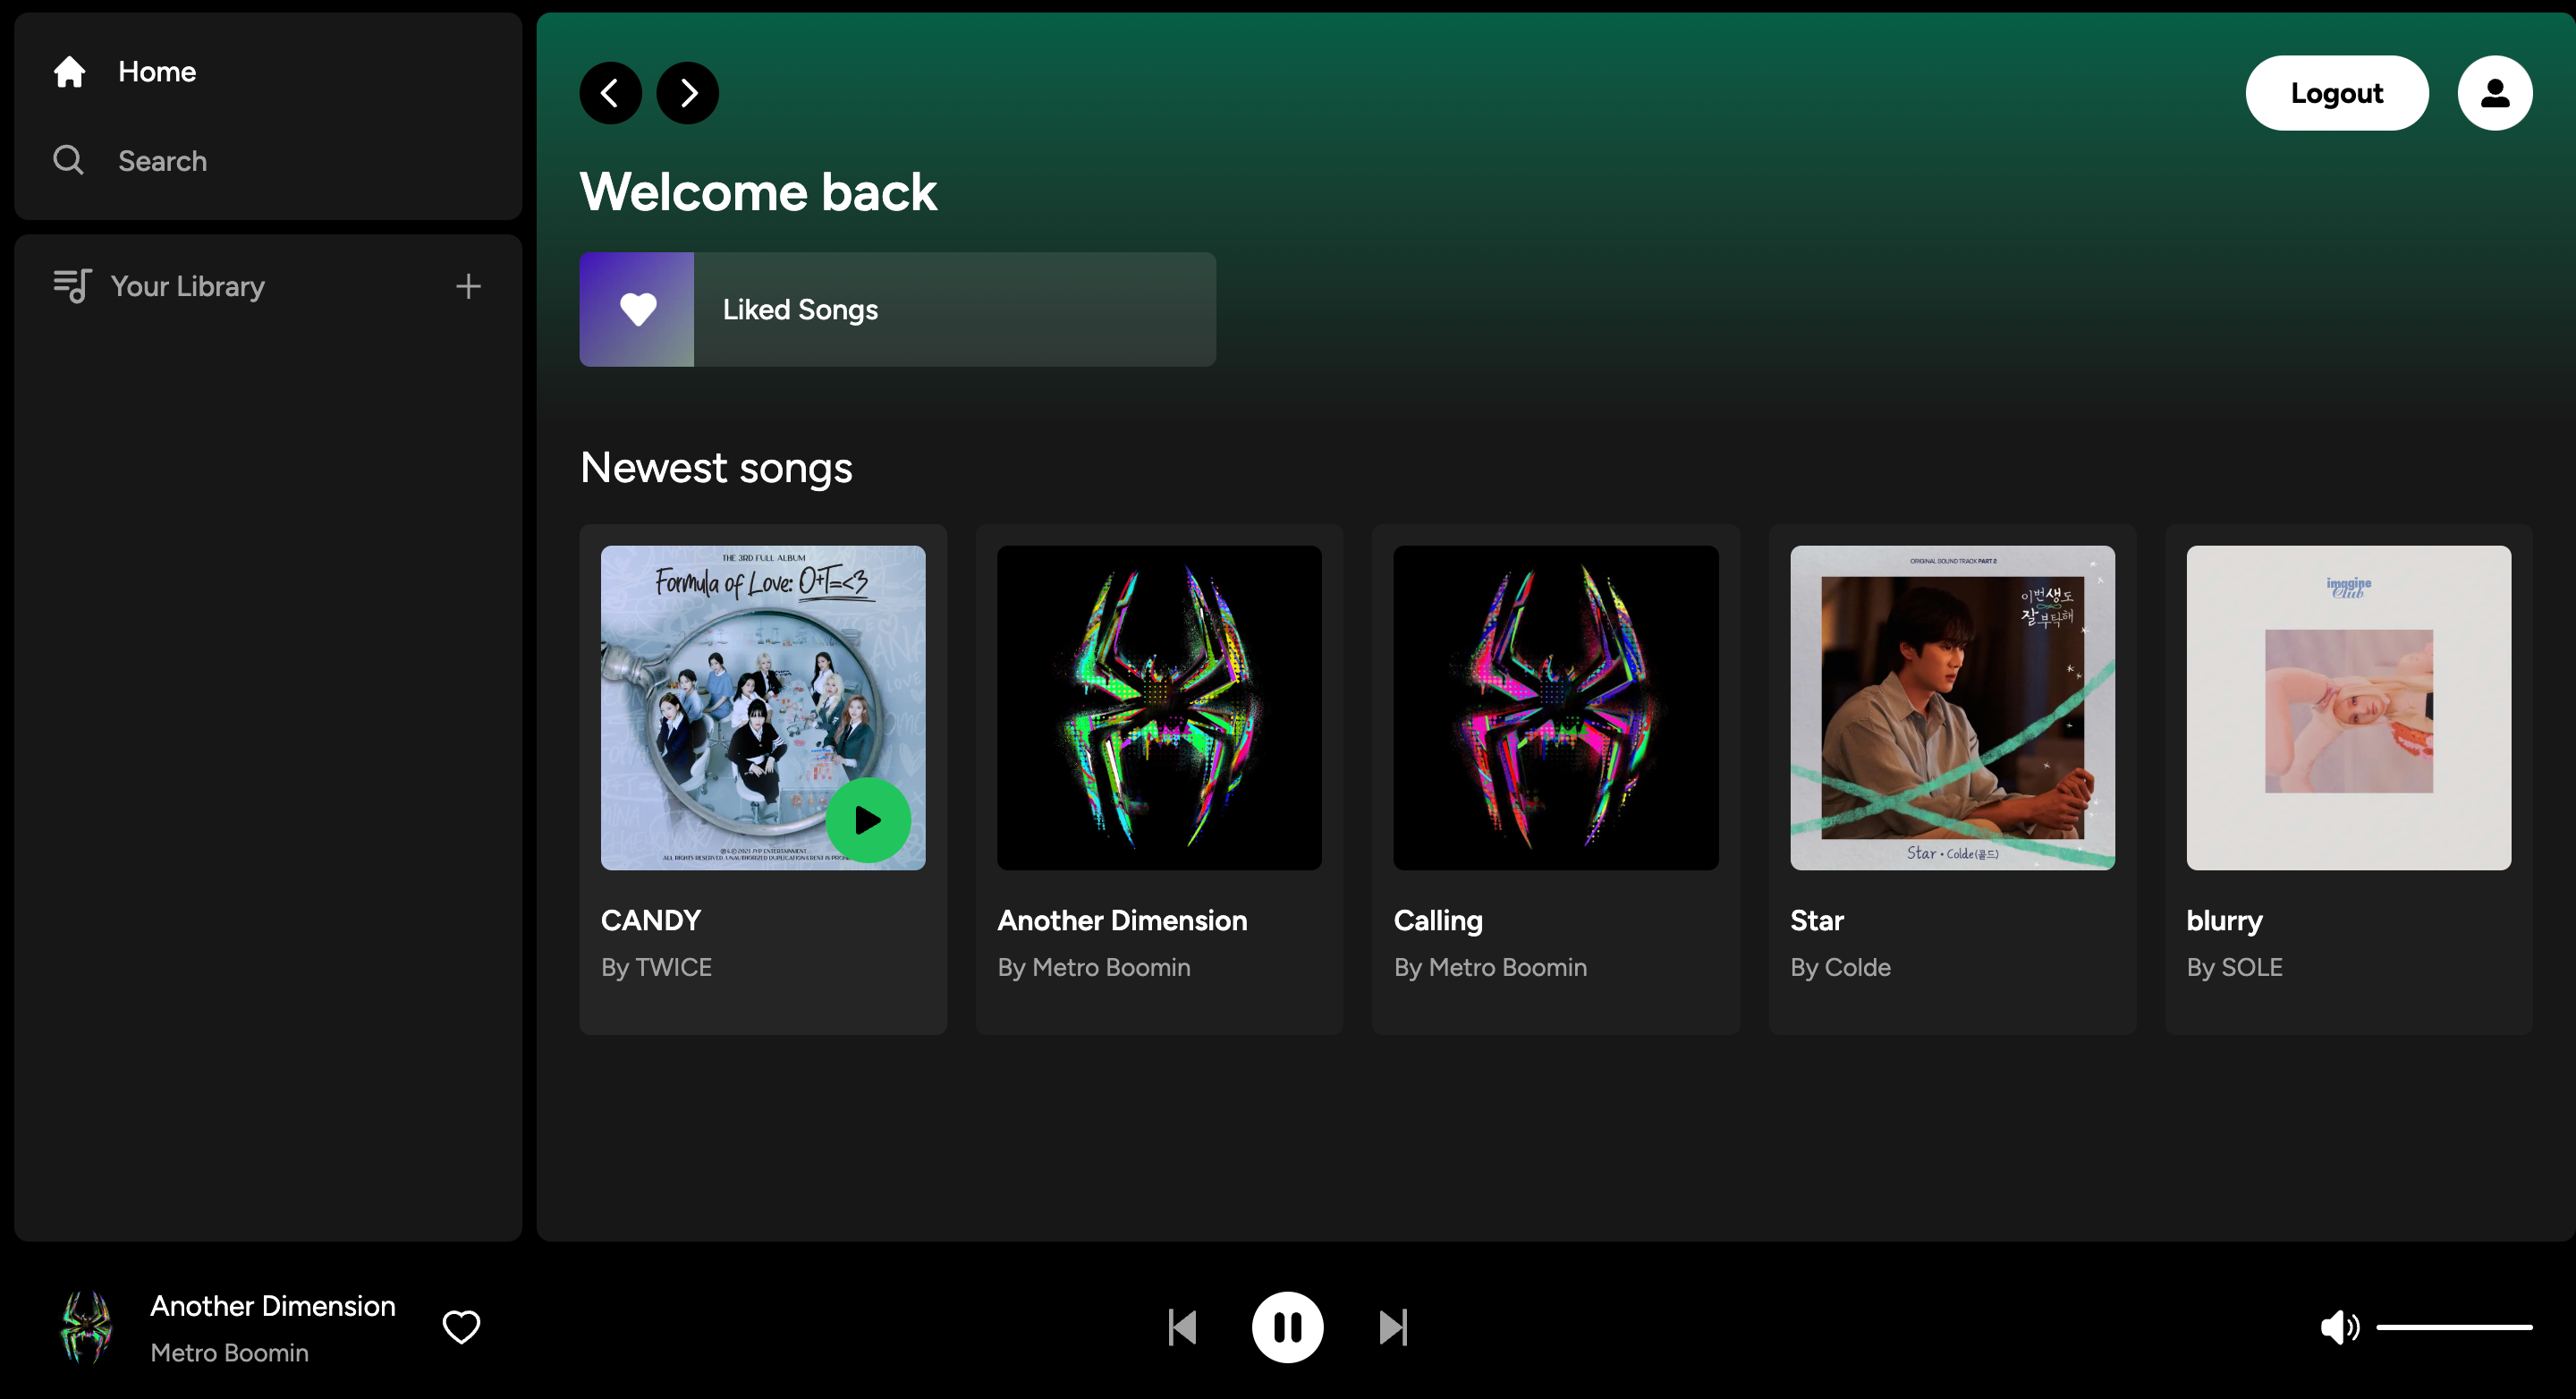 Home
Search
Your Library
Logout
Welcome back
Liked Songs
Newest songs
THE 3RD FULL ALBUM
Formula of Love: O+T=<3
CANDY
By TWICE
Another Dimension
By Metro Boomin
Calling
By Metro Boomin
ORIGINAL SOUND TRACK PART 2
이번생도
잘부탁해
Star • Colde(콜드)
Star
By Colde
imagine
club
blurry
By SOLE
Another Dimension
Metro Boomin